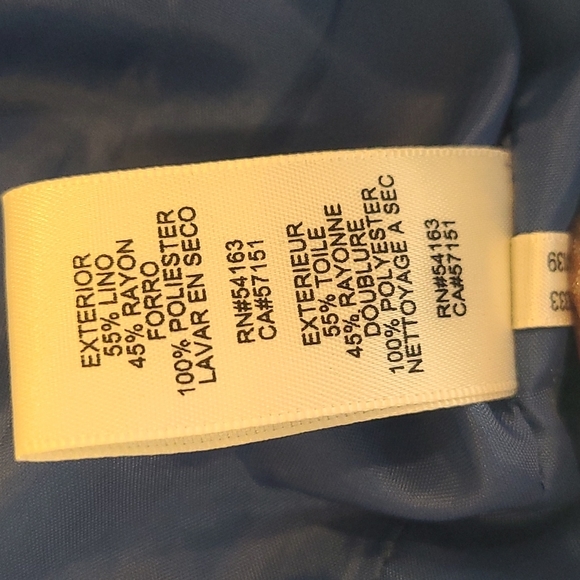 EXTERIOR
55% LINO
45% RAYON
FORRO
100% POLIESTER
LAVAR EN SECO
RN#54163
CA#57151
EXTERIEUR
55% TOILE
45% RAYONNE
DOUBLURE
100% POLYESTER
NETTOYAGE A SEC
RN#54163
CA#57151